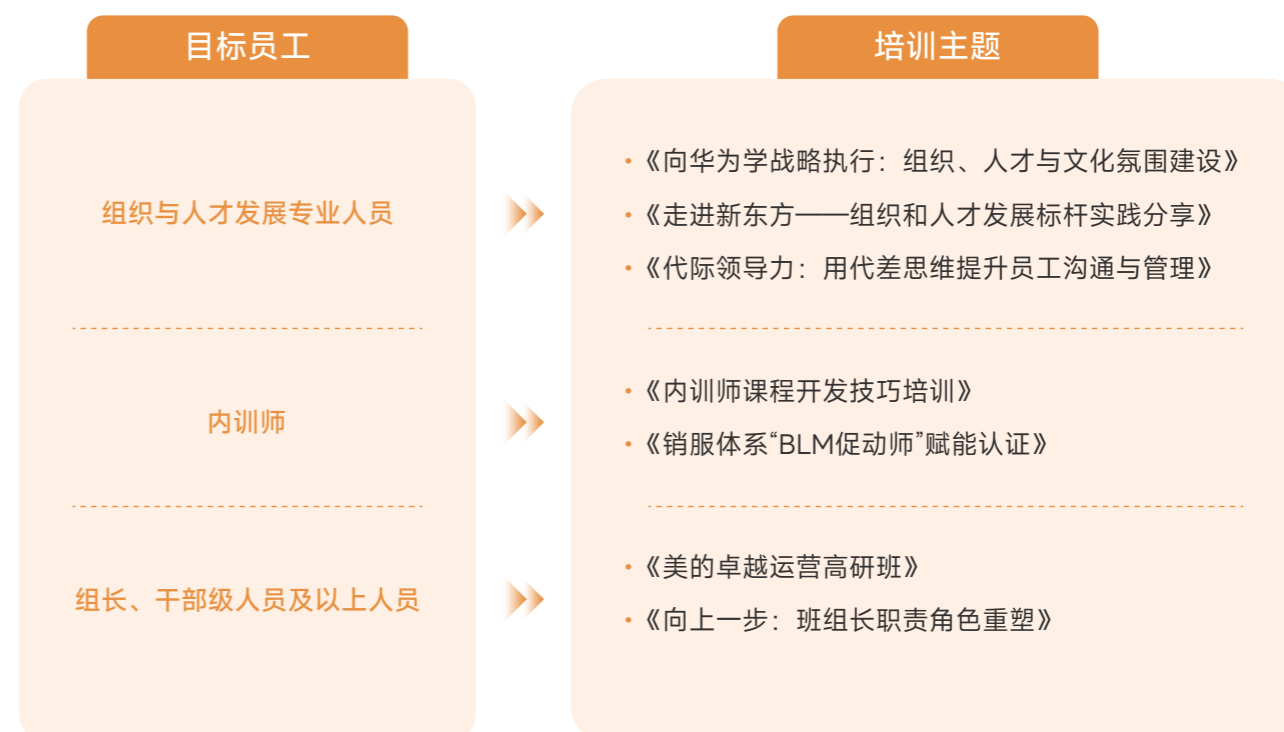 目标员工
培训主题
组织与人才发展专业人员
·《向华为学战略执行：组织、人才与文化氛围建设》
·《走进新东方——组织和人才发展标杆实践分享》
·《代际领导力：用代差思维提升员工沟通与管理》
内训师
·《内训师课程开发技巧培训》
·《销服体系“BLM促动师”赋能认证》
组长、干部级人员及以上人员
·《美的卓越运营高研班》
·《向上一步：班组长职责角色重塑》